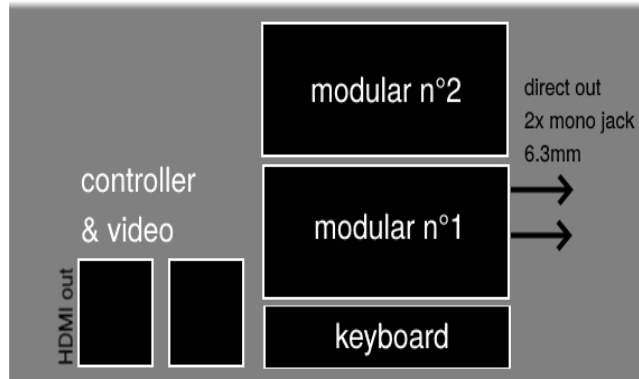 modular n°2
direct out
2x mono jack
6.3mm
controller
& video
modular n°1
HDMI out
keyboard